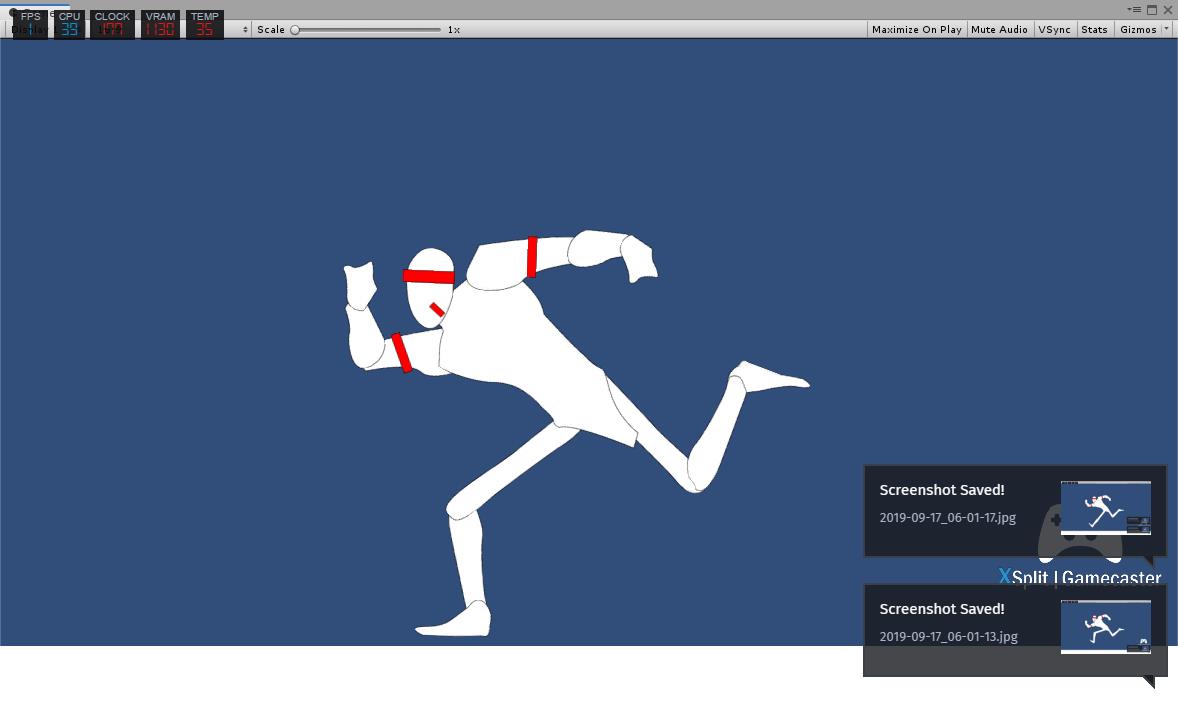 FPS CPU CLOCK VRAM TEMP
1 39 177 1130 35
Scale 1x Maximize On Play Mute Audio VSync Stats Gizmos
Screenshot Saved!
2019-09-17_06-01-17.jpg
XSplit | Gamecaster
Screenshot Saved!
2019-09-17_06-01-13.jpg